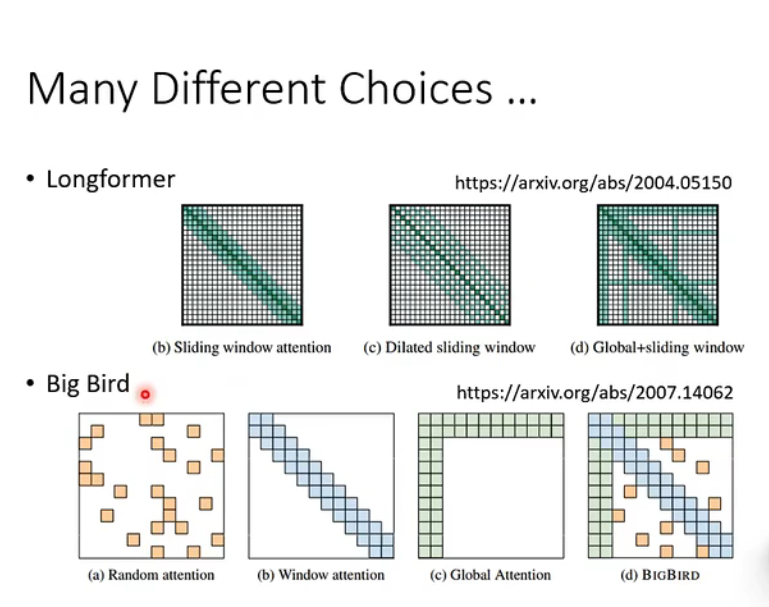 Many Different Choices ...
• Longformer
https://arxiv.org/abs/2004.05150
(b) Sliding window attention
(c) Dilated sliding window
(d) Global+sliding window
• Big Bird
https://arxiv.org/abs/2007.14062
(a) Random attention
(b) Window attention
(c) Global Attention
(d) BIGBIRD